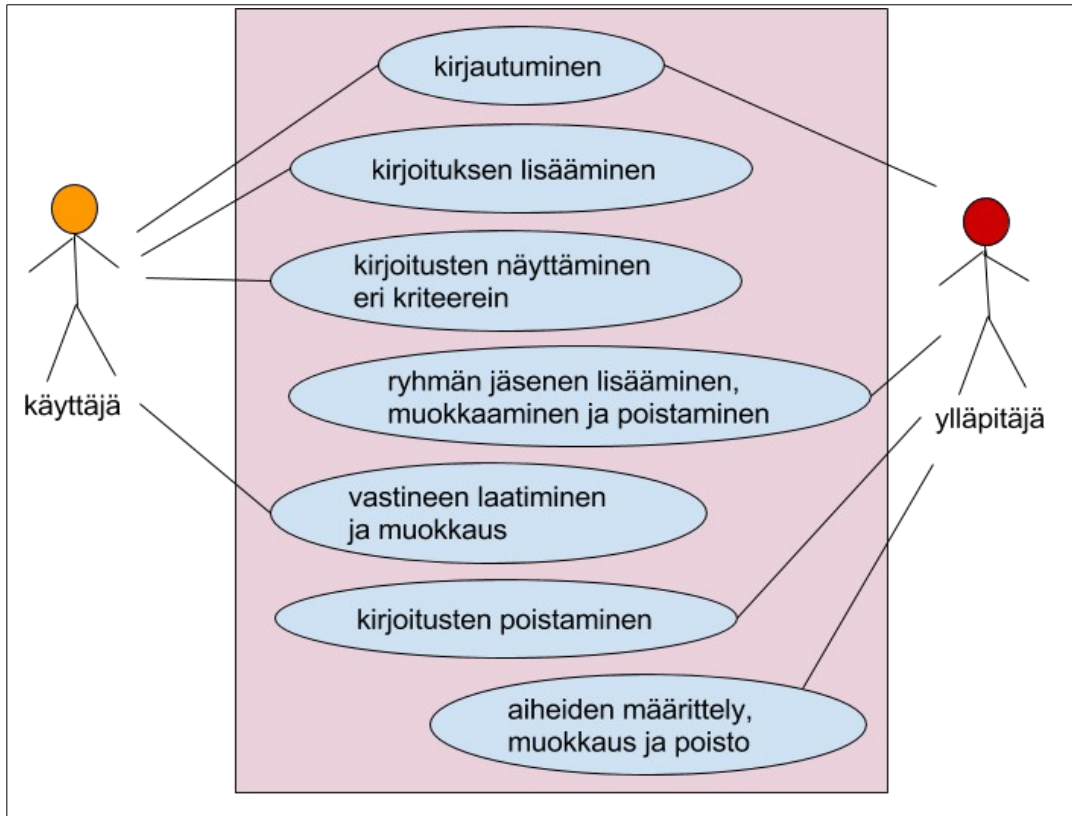 kirjautuminen
kirjoituksen lisääminen
kirjoitusten näyttäminen
eri kriteerein
ryhmän jäsenen lisääminen,
muokkaaminen ja poistaminen
käyttäjä
ylläpitäjä
vastineen laatiminen
ja muokkaus
kirjoitusten poistaminen
aiheiden määrittely,
muokkaus ja poisto